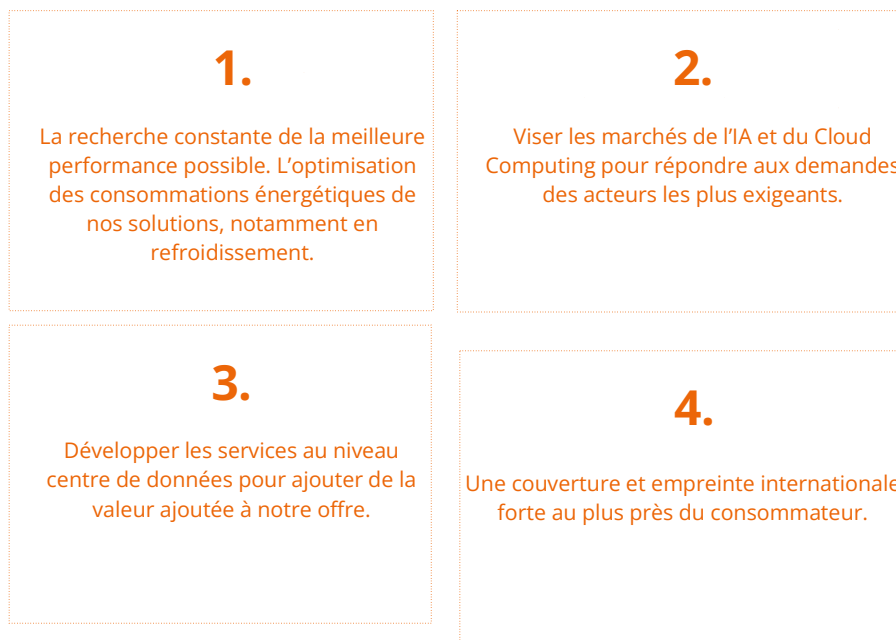 1.
La recherche constante de la meilleure
performance possible. L’optimisation
des consommations énergétiques de
nos solutions, notamment en
refroidissement.
2.
Viser les marchés de l’IA et du Cloud
Computing pour répondre aux demandes
des acteurs les plus exigeants.
3.
Développer les services au niveau
centre de données pour ajouter de la
valeur ajoutée à notre offre.
4.
Une couverture et empreinte internationale
forte au plus près du consommateur.